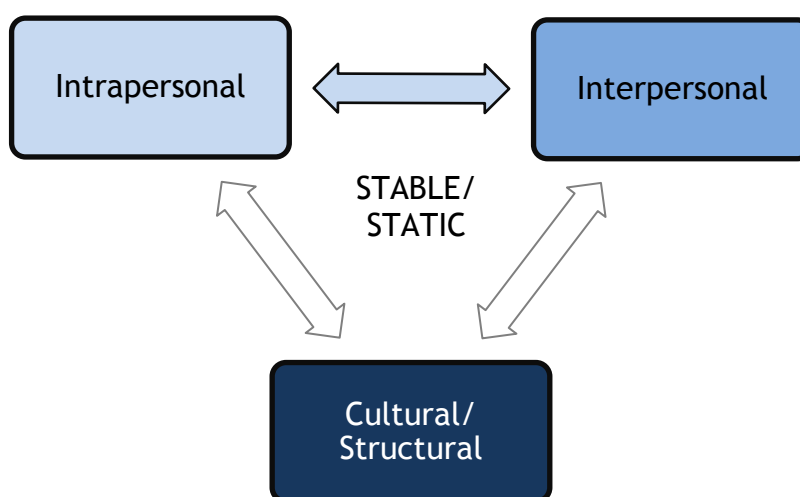 Intrapersonal
Interpersonal
STABLE/
STATIC
Cultural/
Structural